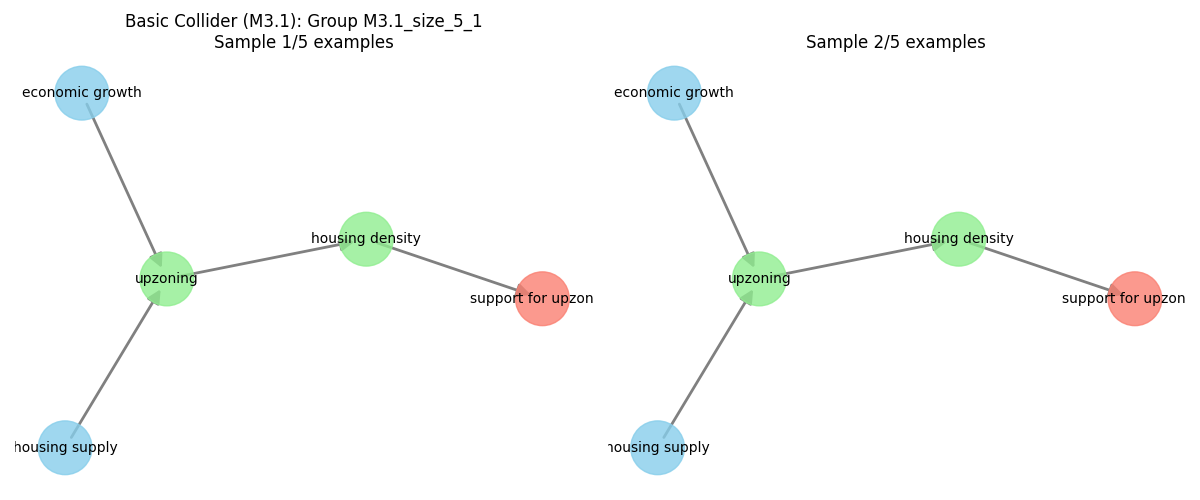 Basic Collider (M3.1): Group M3.1_size_5_1
Sample 1/5 examples
economic growth
housing density
upzoning
support for upzon
housing supply
Sample 2/5 examples
economic growth
housing density
upzoning
support for upzon
housing supply